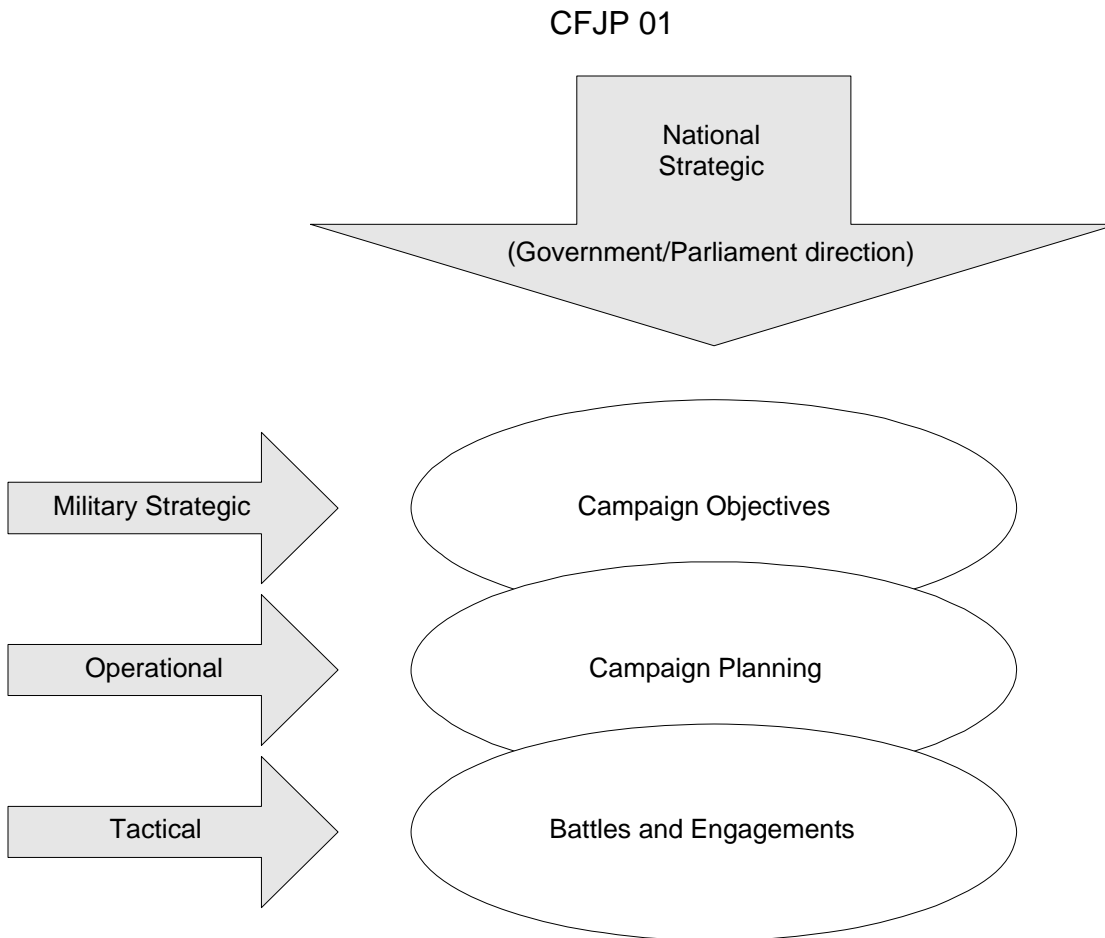 CFJP 01
National
Strategic
(Government/Parliament direction)
Military Strategic
Campaign Objectives
Operational
Campaign Planning
Tactical
Battles and Engagements